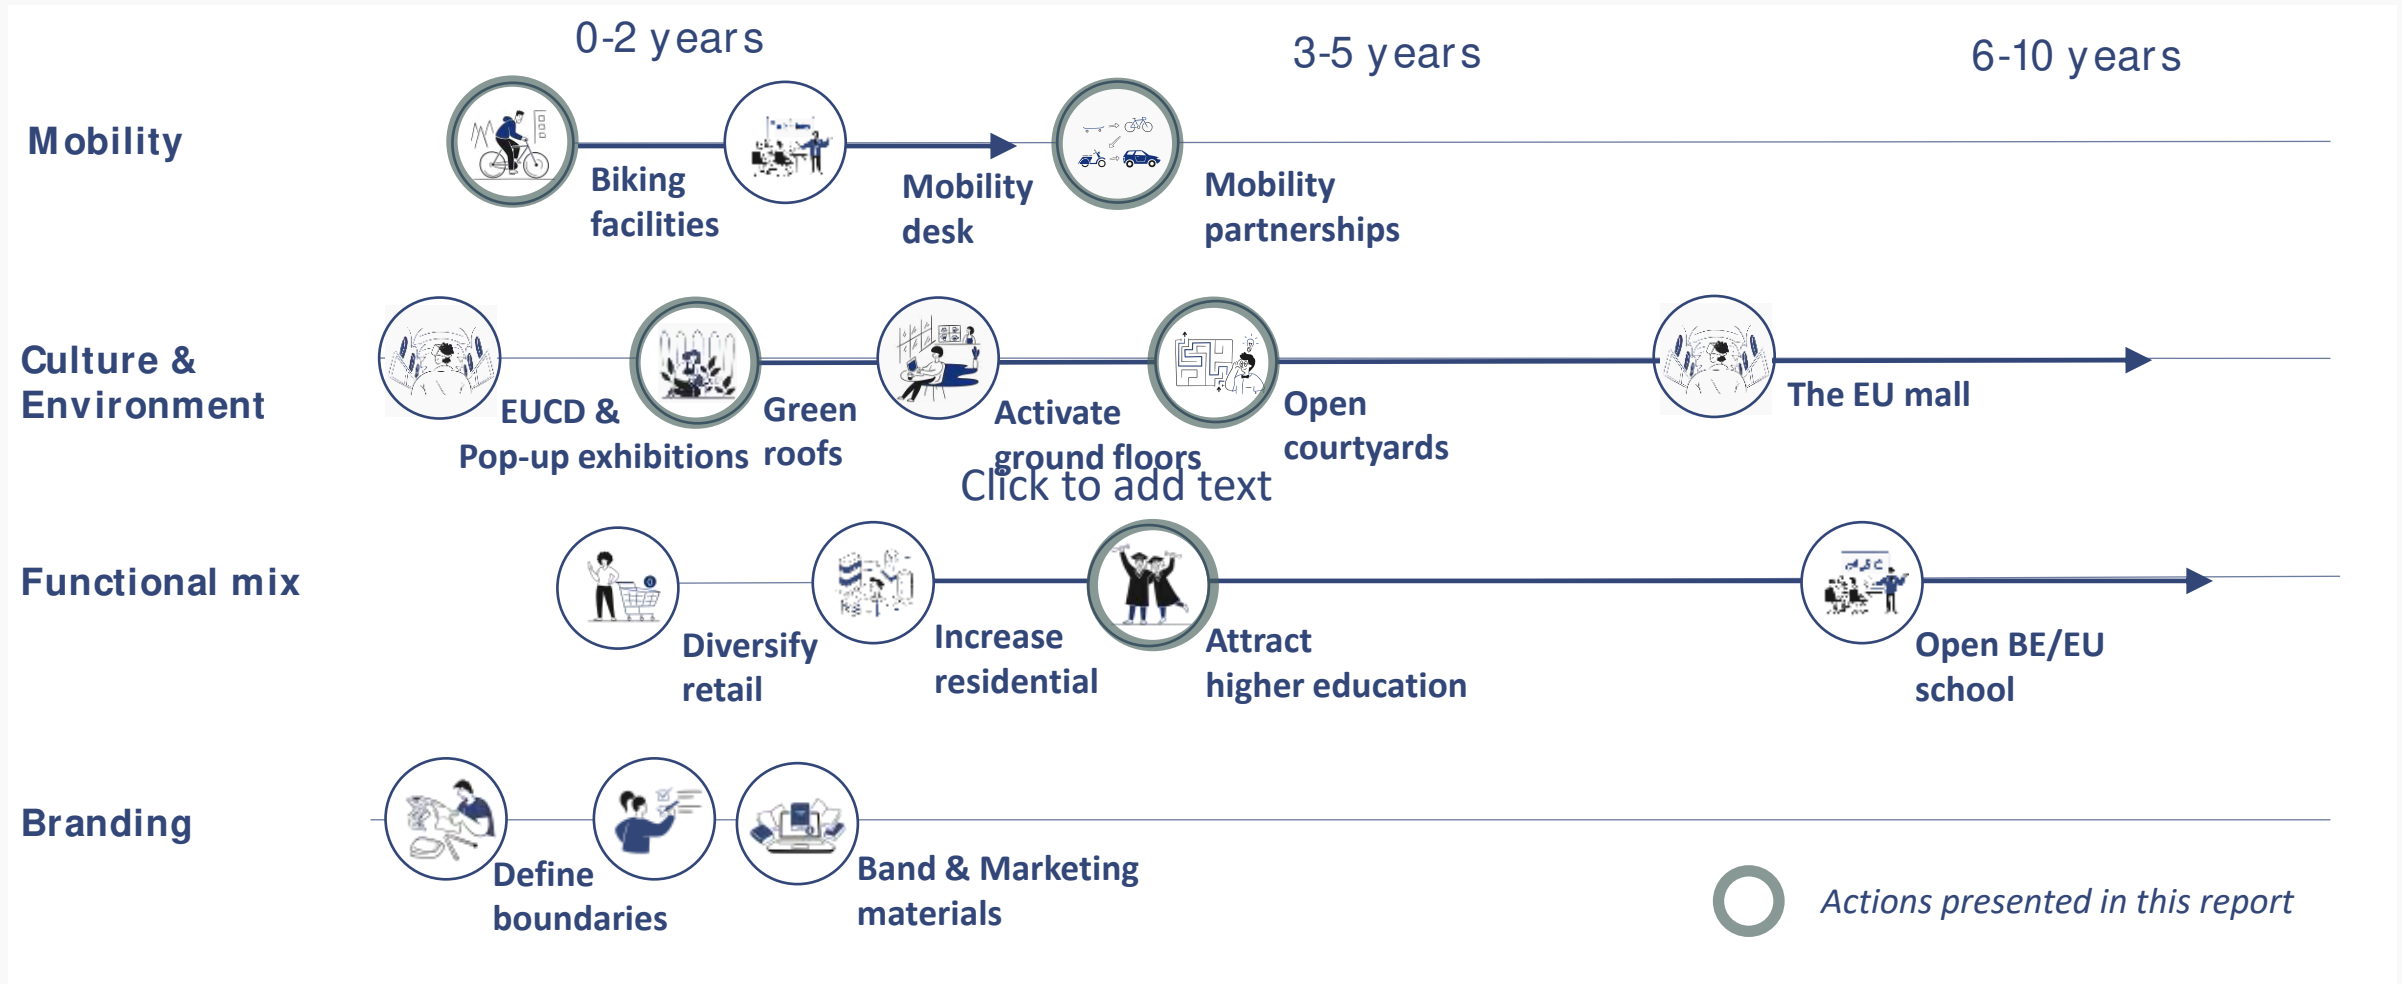 0-2 years
3-5 years
6-10 years
Mobility
Biking
facilities
Mobility
desk
Mobility
partnerships
Culture &
Environment
EUCD &
Pop-up exhibitions
Green
roofs
Activate
ground floors
Open
courtyards
The EU mall
Click to add text
Functional mix
Diversify
retail
Increase
residential
Attract
higher education
Open BE/EU
school
Branding
Define
boundaries
Band & Marketing
materials
Actions presented in this report